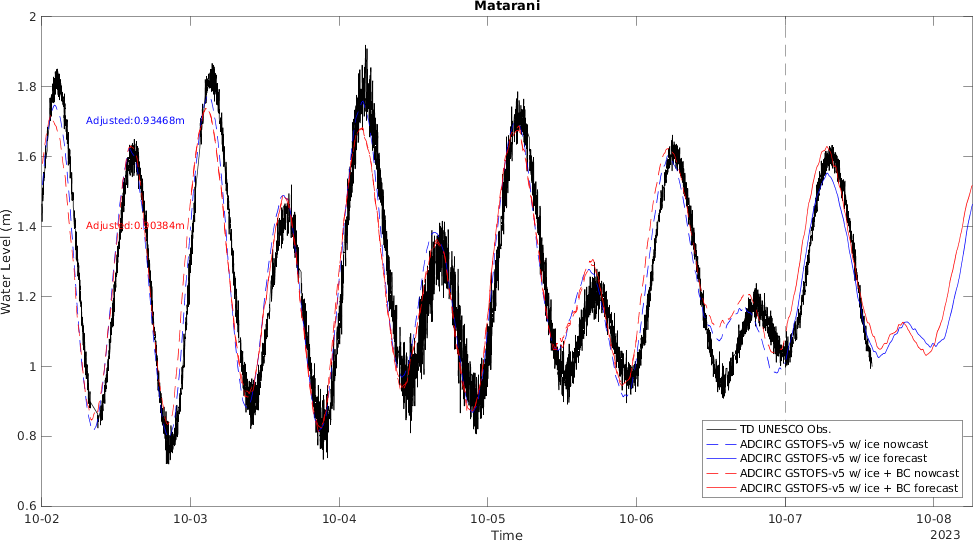 Matarani
2
1.8
1.6
1.4
1.2
1
0.8
0.6
Water Level (m)
Adjusted:0.93468m
Adjusted:0.90384m
TD UNESCO Obs.
ADCIRC GSTOFS-v5 w/ ice nowcast
ADCIRC GSTOFS-v5 w/ ice forecast
ADCIRC GSTOFS-v5 w/ ice + BC nowcast
ADCIRC GSTOFS-v5 w/ ice + BC forecast
10-02 10-03 10-04 10-05 10-06 10-07 10-08
Time
2023